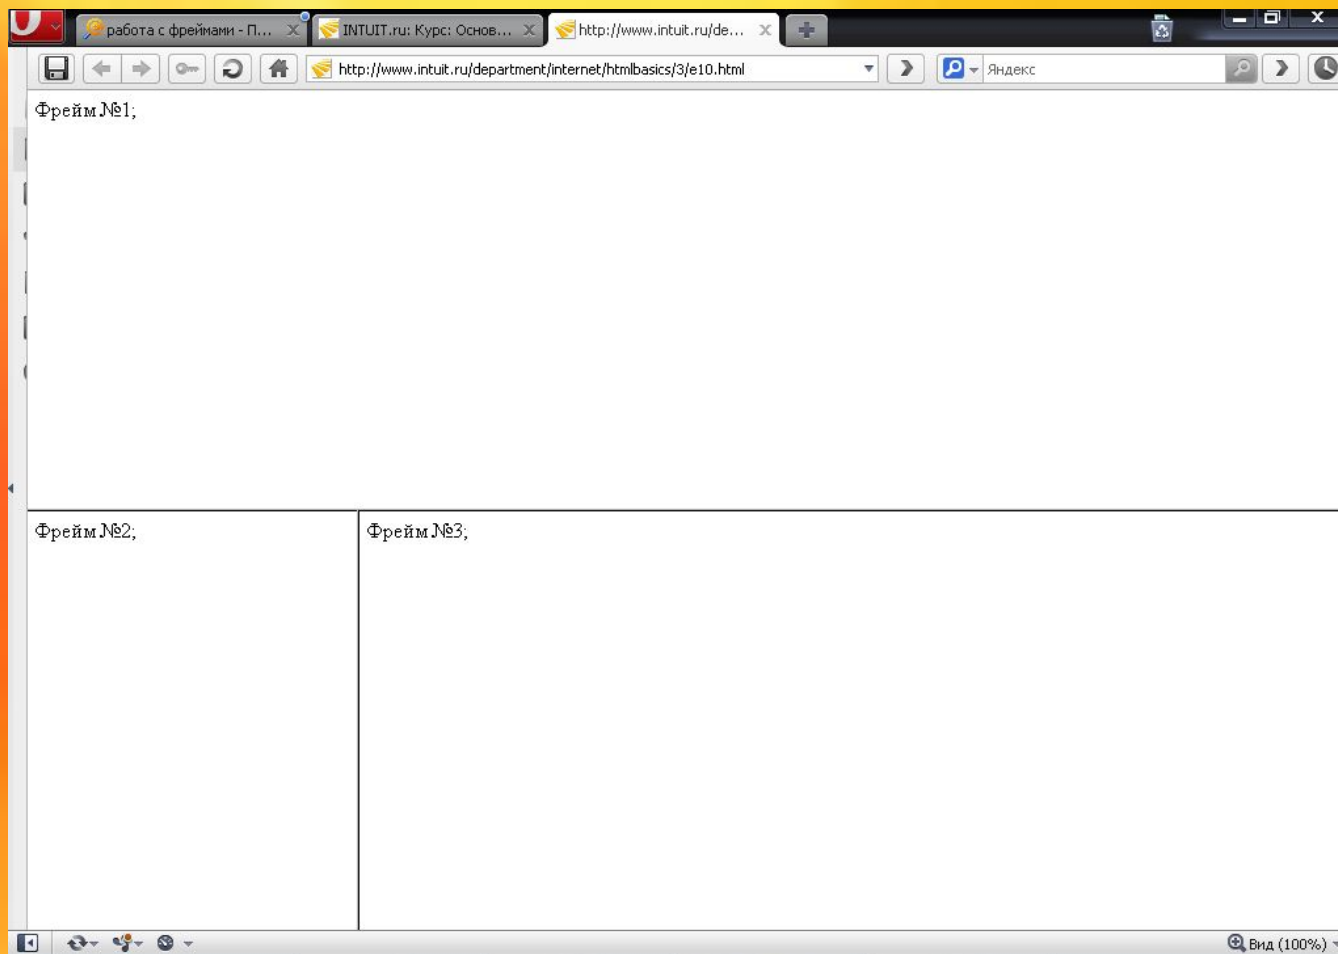 работа с фреймами - П...
INTUIT.ru: Курс: Основ...
http://www.intuit.ru/de...
http://www.intuit.ru/department/internet/htmlbasics/3/e10.html
Яндекс
Фрейм №1;
Фрейм №2;
Фрейм №3;
Вид (100%)